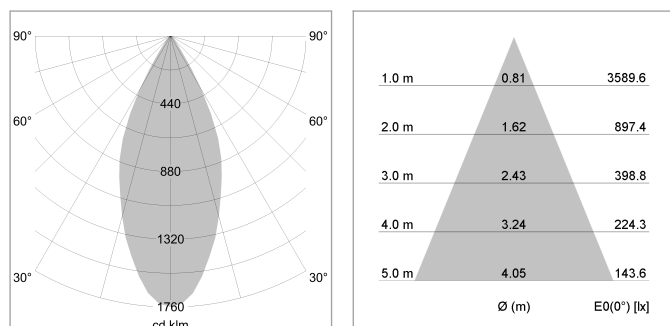 90° 90°
440
60° 60°
880
1320
30° 30°
1760
cd klm
1.0 m 0.81 3589.6
2.0 m 1.62 897.4
3.0 m 2.43 398.8
4.0 m 3.24 224.3
5.0 m 4.05 143.6
Ø (m) E0(0°) [lx]